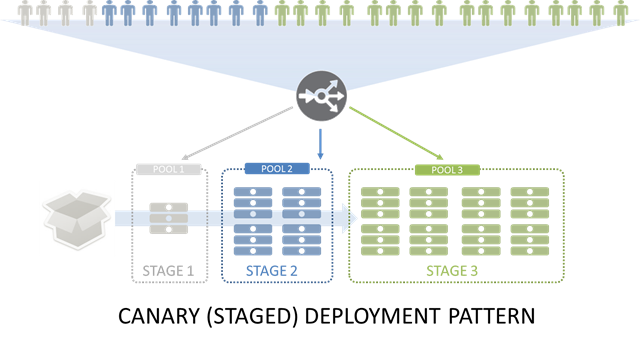 POOL 1
POOL 2
POOL 3
STAGE 1
STAGE 2
STAGE 3
CANARY (STAGED) DEPLOYMENT PATTERN